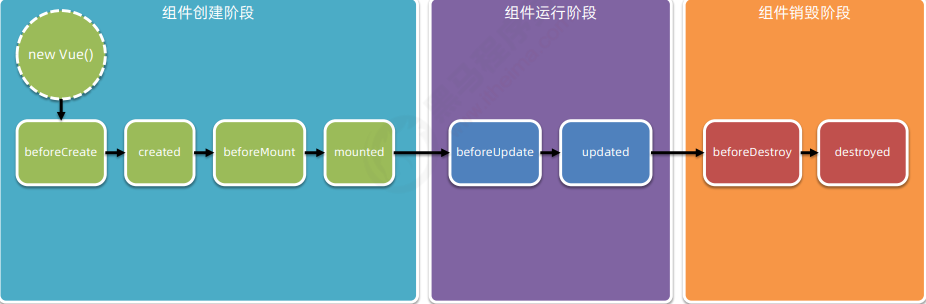 组件创建阶段
组件运行阶段
组件销毁阶段
new Vue()
beforeCreate
created
beforeMount
mounted
beforeUpdate
updated
beforeDestroy
destroyed